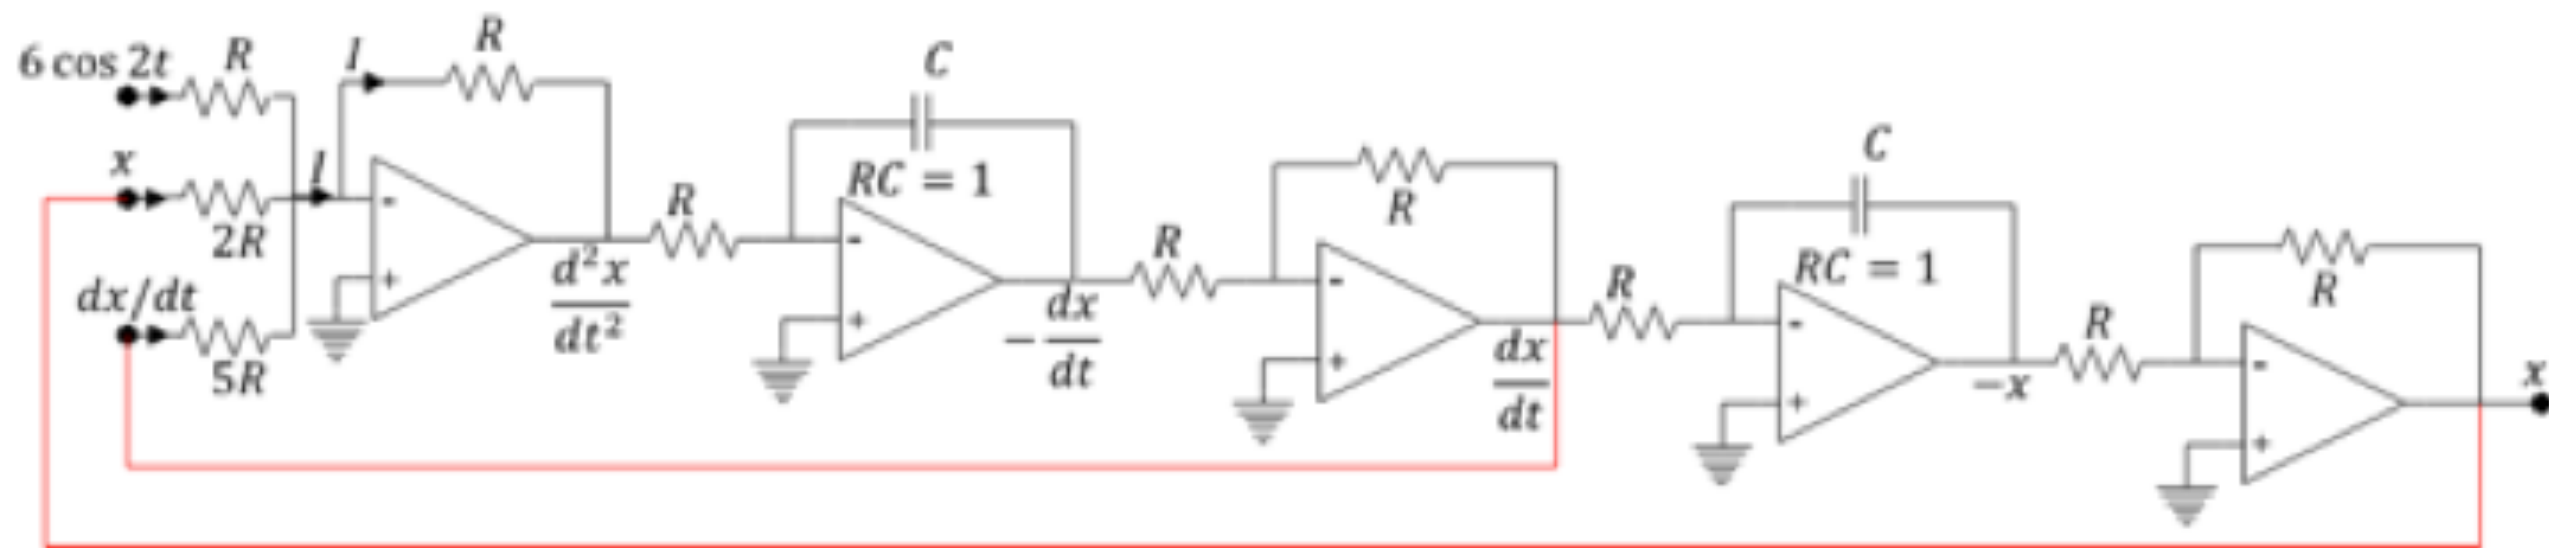 6 cos 2t
R
I
R
x
2R
I
dx/dt
5R
-
+
d²x
dt²
R
C
RC = 1
-
+
− dx
dt
R
R
-
+
dx
dt
R
C
RC = 1
-
+
−x
R
R
-
+
x